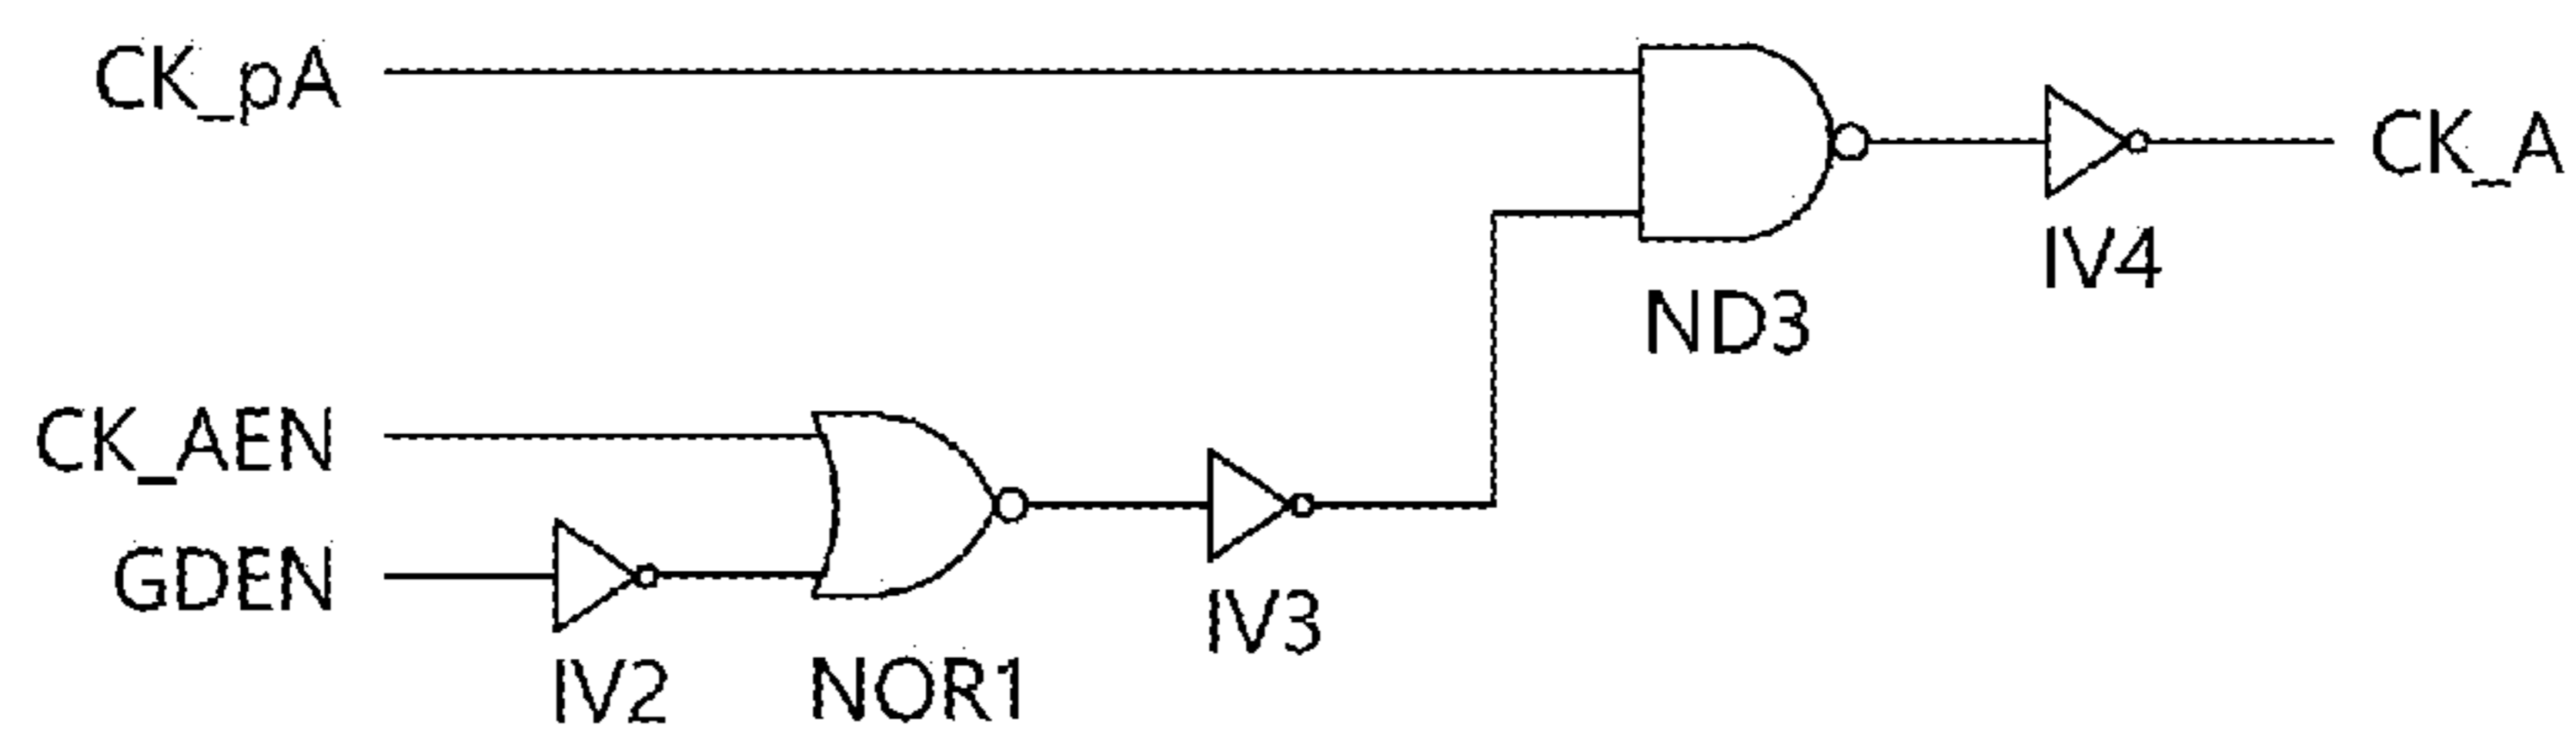 CK_pA
CK_A
IV4
ND3
CK_AEN
GDEN
IV3
IV2
NOR1